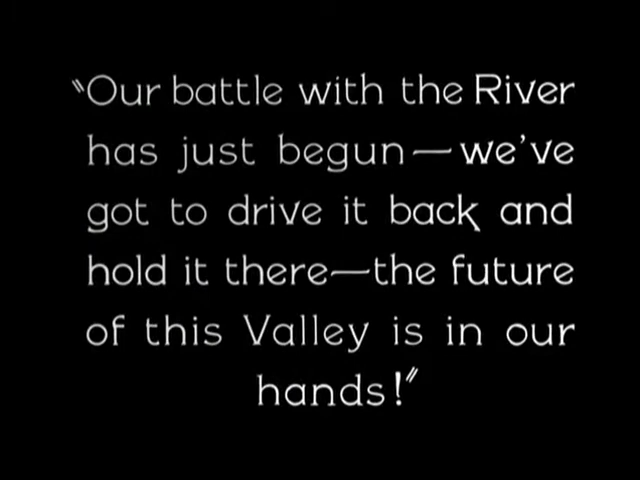 "Our battle with the River
has just begun—we've
got to drive it back and
hold it there—the future
of this Valley is in our
hands!"